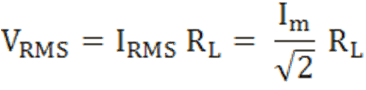 V_RMS = I_RMS R_L = I_m/√2 R_L